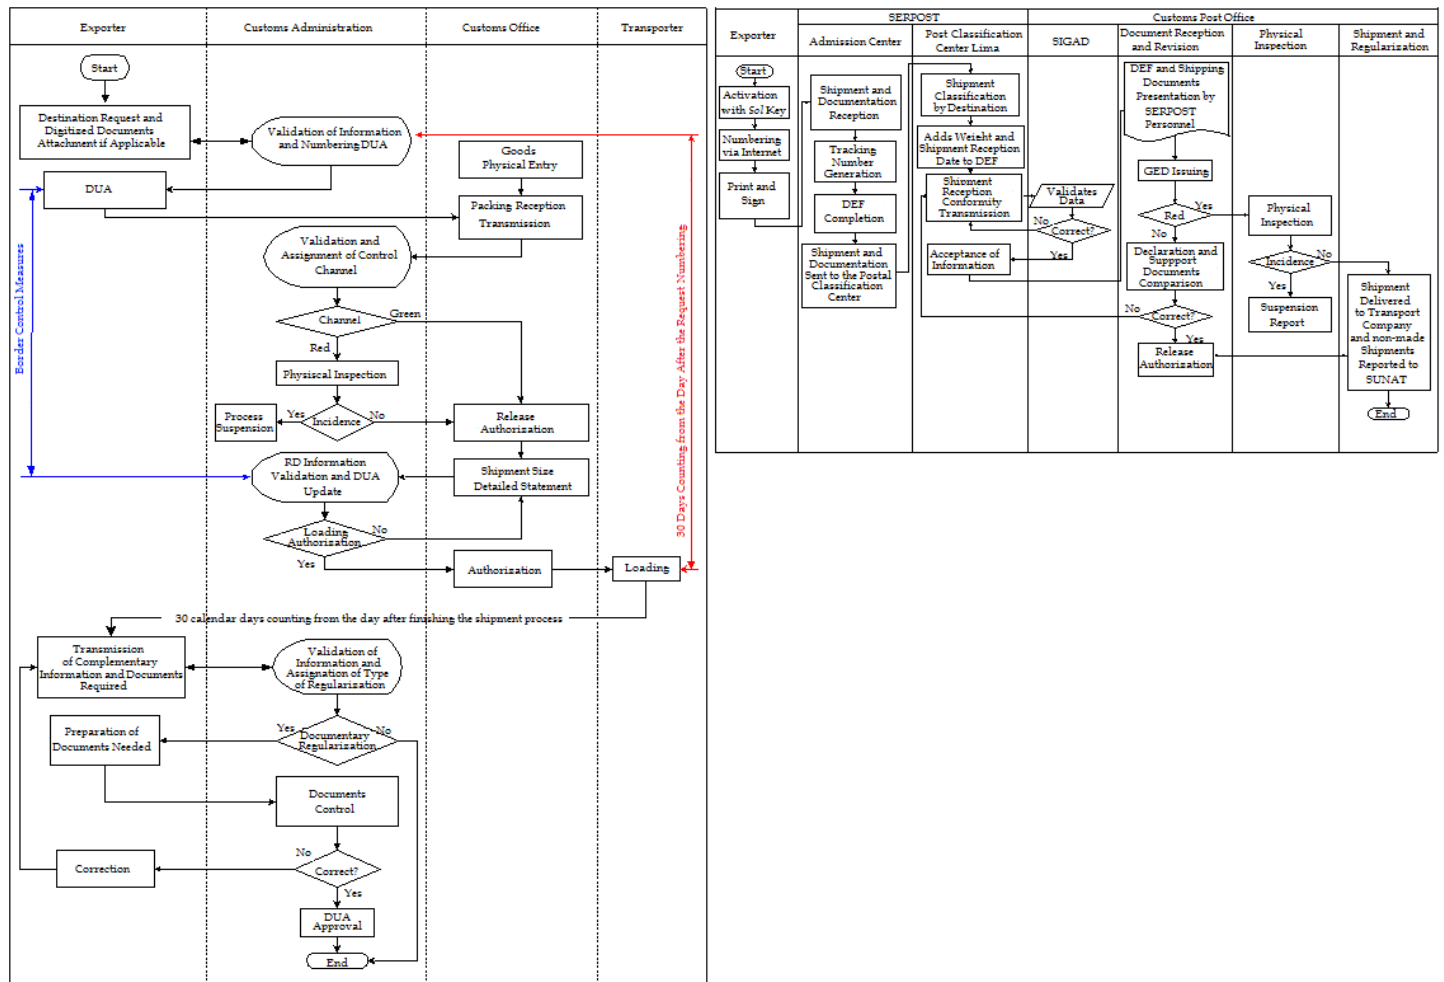 Exporter
Customs Administration
Customs Office
Transporter
Start
Destination Request and
Digitized Documents
Attachment if Applicable
Validation of Information
and Numbering DUA
Goods
Physical Entry
DUA
Packing Reception
Transmission
Validation and
Assignment of Control
Channel
Channel
Green
Red
Physiscal Inspection
Process
Suspension
Yes
Incidence
No
Release
Authorization
RD Information
Validation and DUA
Update
Shipment Size
Detailed Statement
Loading
Authorization
No
Yes
Authorization
Loading
Border Control Measures
30 Days Counting from the Day After the Request Numbering
30 calendar days counting from the day after finishing the shipment process
Transmission
of Complementary
Information and Documents
Required
Validation of
Information and
Assignation of Type
of Regularization
Preparation of
Documents Needed
Yes
Documentary
Regularization
No
Documents
Control
Correction
No
Correct?
Yes
DUA
Approval
End
SERPOST
Customs Post Office
Exporter
Admission Center
Post Classification
Center Lima
SIGAD
Document Reception
and Revision
Physical
Inspection
Shipment and
Regularization
Start
Activation
with Sol Key
Numbering
via Internet
Print and
Sign
Shipment and
Documentation
Reception
Tracking
Number
Generation
DEF
Completion
Shipment and
Documentation
Sent to the Postal
Classification
Center
Shipment
Classification
by Destination
Adds Weight and
Shipment Reception
Date to DEF
Shipment
Reception
Conformity
Transmission
Acceptance of
Information
Validates
Data
No
Correct?
Yes
DEF and Shipping
Documents
Presentation by
SERPOST
Personnel
GED Issuing
Red
Yes
No
Declaration and
Suppport
Documents
Comparison
No
Correct?
Yes
Release
Authorization
Physical
Inspection
Incidence
No
Yes
Suspension
Report
Shipment
Delivered
to Transport
Company
and non-made
Shipments
Reported to
SUNAT
End